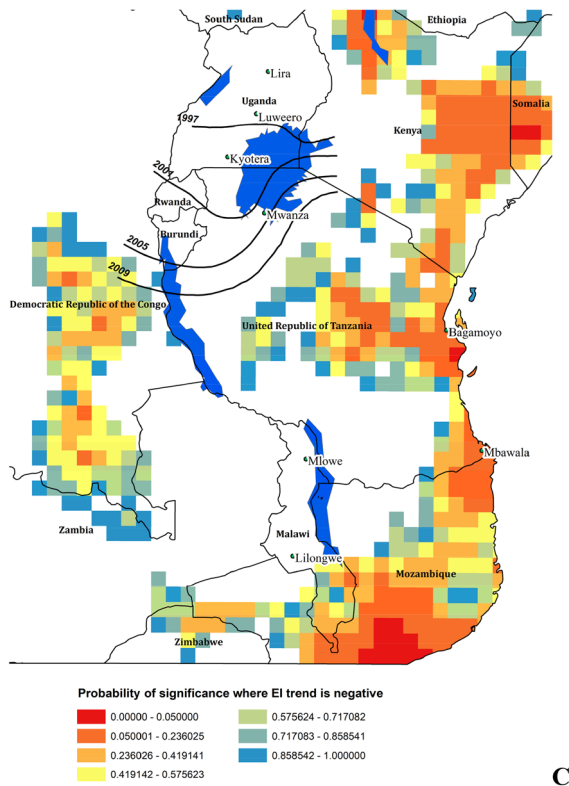 South Sudan
Ethiopia
Lira
Uganda
Somalia
Luweero
1997
Kenya
Kyotera
2001
Rwanda
Mwanza
Burundi
2005
2009
Democratic Republic of the Congo
United Republic of Tanzania
Bagamoyo
Mbawala
Mlowe
Zambia
Malawi
Lilongwe
Mozambique
Zimbabwe
Probability of significance where EI trend is negative
0.00000 - 0.050000
0.575624 - 0.717082
0.050001 - 0.236025
0.717083 - 0.858541
0.236026 - 0.419141
0.858542 - 1.000000
0.419142 - 0.575623
C